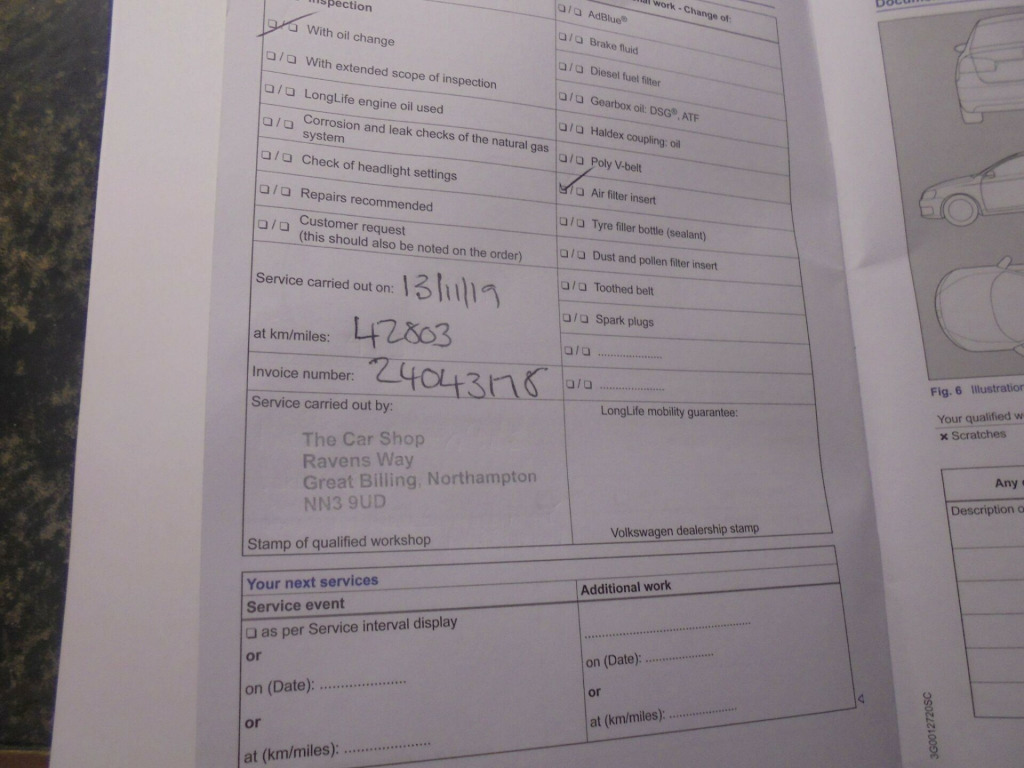 Inspection
❑ / ❑ With oil change
❑ / ❑ With extended scope of inspection
❑ / ❑ LongLife engine oil used
❑ / ❑ Corrosion and leak checks of the natural gas
system
❑ / ❑ Check of headlight settings
❑ / ❑ Repairs recommended
❑ / ❑ Customer request
(this should also be noted on the order)
Service carried out on: 13/11/19
at km/miles: 42803
Invoice number: 24043178
Service carried out by:
The Car Shop
Ravens Way
Great Billing, Northampton
NN3 9UD
Stamp of qualified workshop
work - Change of:
❑ / ❑ AdBlue®
❑ / ❑ Brake fluid
❑ / ❑ Diesel fuel filter
❑ / ❑ Gearbox oil: DSG®, ATF
❑ / ❑ Haldex coupling: oil
❑ / ❑ Poly V-belt
❑ / ❑ Air filter insert
❑ / ❑ Tyre filler bottle (sealant)
❑ / ❑ Dust and pollen filter insert
❑ / ❑ Toothed belt
❑ / ❑ Spark plugs
❑ / ❑ ....................
❑ / ❑ ....................
LongLife mobility guarantee:
Volkswagen dealership stamp
Your next services
Service event
❑ as per Service interval display
or
on (Date): ....................
or
at (km/miles): ....................
Additional work
........................................
on (Date): ....................
or
at (km/miles): ....................
Fig. 6 Illustration
Your qualified w
× Scratches
Any
Description o
3G0012720SC